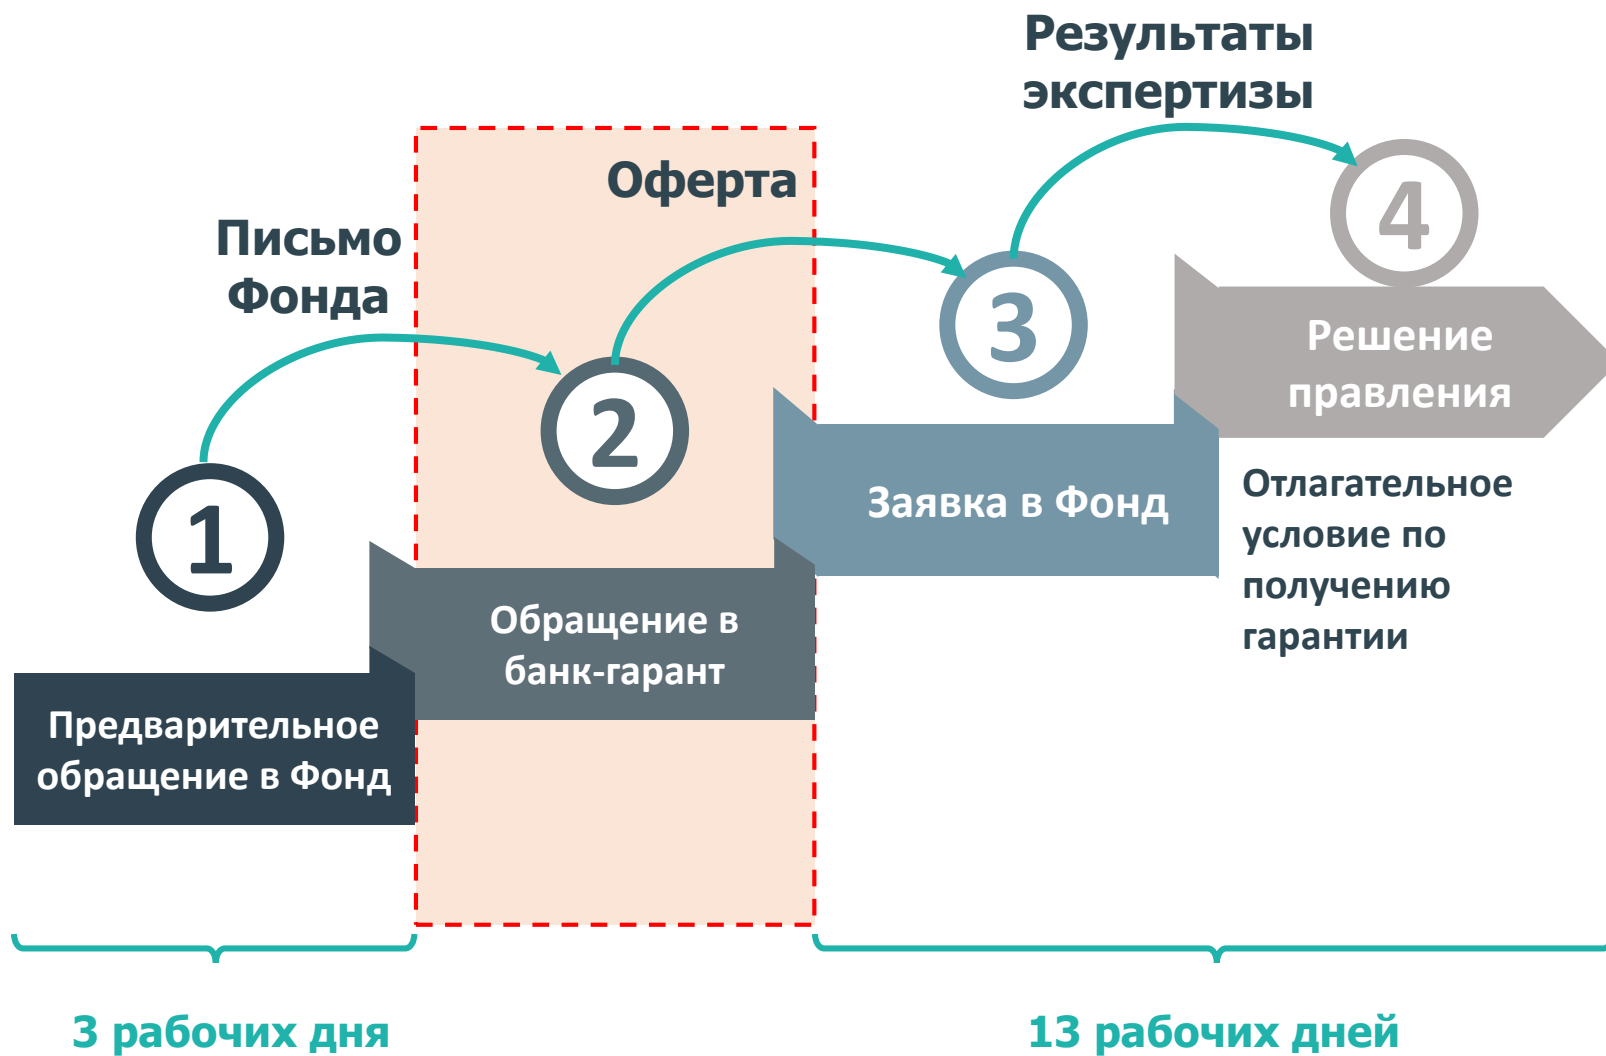 Результаты
экспертизы
Оферта
Письмо
Фонда
1
2
3
4
Предварительное
обращение в Фонд
Обращение в
банк-гарант
Заявка в Фонд
Решение
правления
Отлагательное
условие по
получению
гарантии
3 рабочих дня
13 рабочих дней